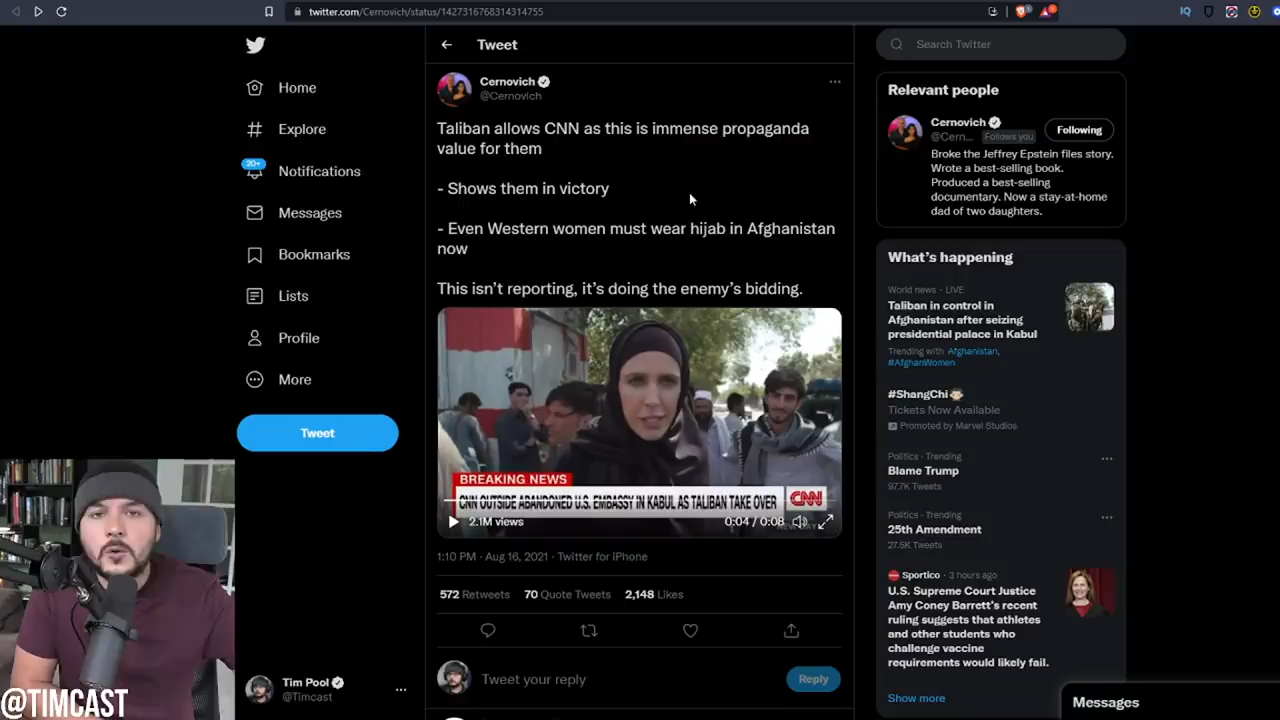 twitter.com/Cernovich/status/1427316768314314755
Home
Explore
20+
Notifications
Messages
Bookmarks
Lists
Profile
More
Tweet
Tim Pool
@Timcast
@TIMCAST
Tweet
Cernovich
@Cernovich
Taliban allows CNN as this is immense propaganda
value for them
- Shows them in victory
- Even Western women must wear hijab in Afghanistan
now
This isn't reporting, it's doing the enemy's bidding.
BREAKING NEWS
CNN OUTSIDE ABANDONED U.S. EMBASSY IN KABUL AS TALIBAN TAKE OVER
CNN
2.1M views
0:04 / 0:08
1:10 PM · Aug 16, 2021 · Twitter for iPhone
572 Retweets 70 Quote Tweets 2,148 Likes
Tweet your reply
Reply
Search Twitter
Relevant people
Cernovich
@Cern... Follows you
Following
Broke the Jeffrey Epstein files story.
Wrote a best-selling book.
Produced a best-selling
documentary. Now a stay-at-home
dad of two daughters.
What's happening
World news · LIVE
Taliban in control in
Afghanistan after seizing
presidential palace in Kabul
Trending with Afghanistan,
#AfghanWomen
#ShangChi
Tickets Now Available
Promoted by Marvel Studios
Politics · Trending
Blame Trump
97.7K Tweets
Politics · Trending
25th Amendment
27.5K Tweets
Sportico · 3 hours ago
U.S. Supreme Court Justice
Amy Coney Barrett's recent
ruling suggests that athletes
and other students who
challenge vaccine
requirements would likely fail.
Show more
Messages